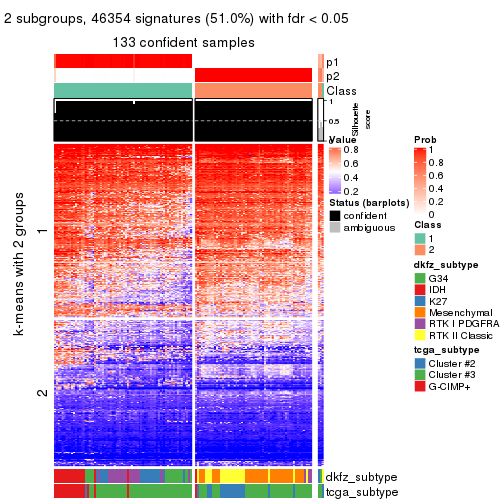 2 subgroups, 46354 signatures (51.0%) with fdr < 0.05
133 confident samples
p1
p2
Class
1
0.5
0
Silhouette
score
k-means with 2 groups
1
2
Value
0.8
0.6
0.4
0.2
Status (barplots)
confident
ambiguous
Prob
1
0.8
0.6
0.4
0.2
0
Class
1
2
dkfz_subtype
G34
IDH
K27
Mesenchymal
RTK I PDGFRA
RTK II Classic
tcga_subtype
Cluster #2
Cluster #3
G-CIMP+
dkfz_subtype
tcga_subtype